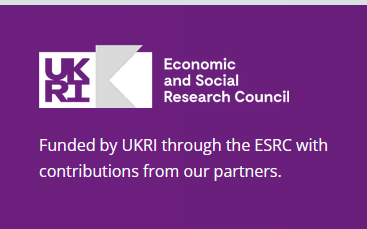 UK
RI
Economic
and Social
Research Council
Funded by UKRI through the ESRC with
contributions from our partners.